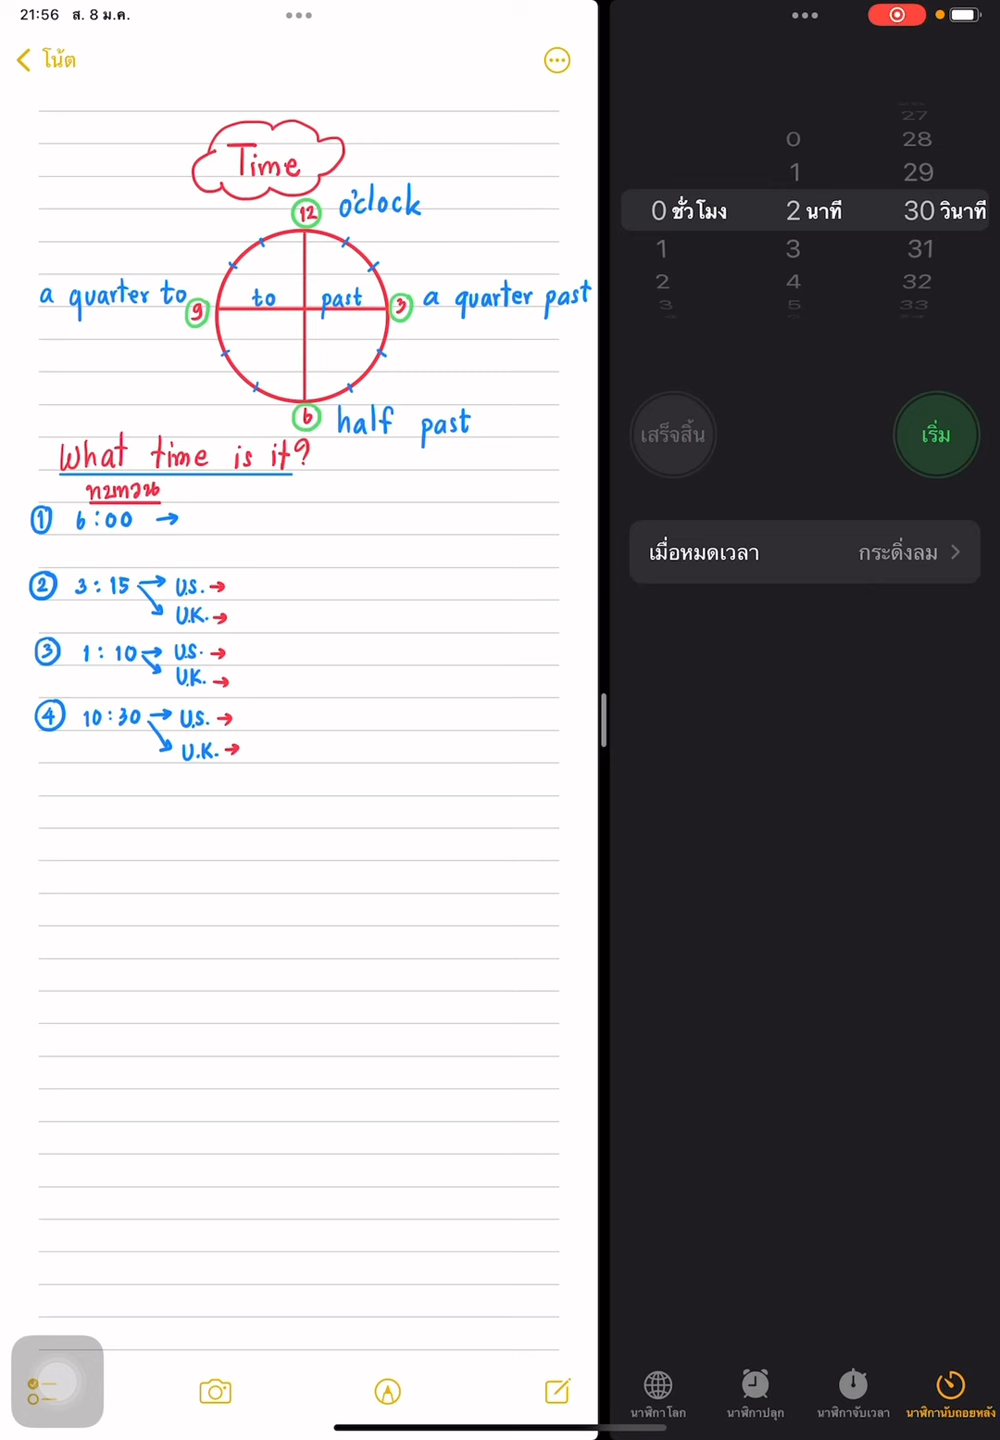 21:56 ส. 8 ม.ค.
โน้ต
Time
12 o'clock
a quarter to 9 to past 3 a quarter past
6 half past
What time is it?
ทบทวน
① 6:00 →
② 3:15 → U.S. →
U.K. →
③ 1:10 → U.S. →
U.K. →
④ 10:30 → U.S. →
U.K. →
27
0 28
1 29
0 ชั่วโมง 2 นาที 30 วินาที
1 3 31
2 4 32
3 5 33
เสร็จสิ้น เริ่ม
เมื่อหมดเวลา กระดิ่งลม
นาฬิกาโลก นาฬิกาปลุก นาฬิกาจับเวลา นาฬิกานับถอยหลัง